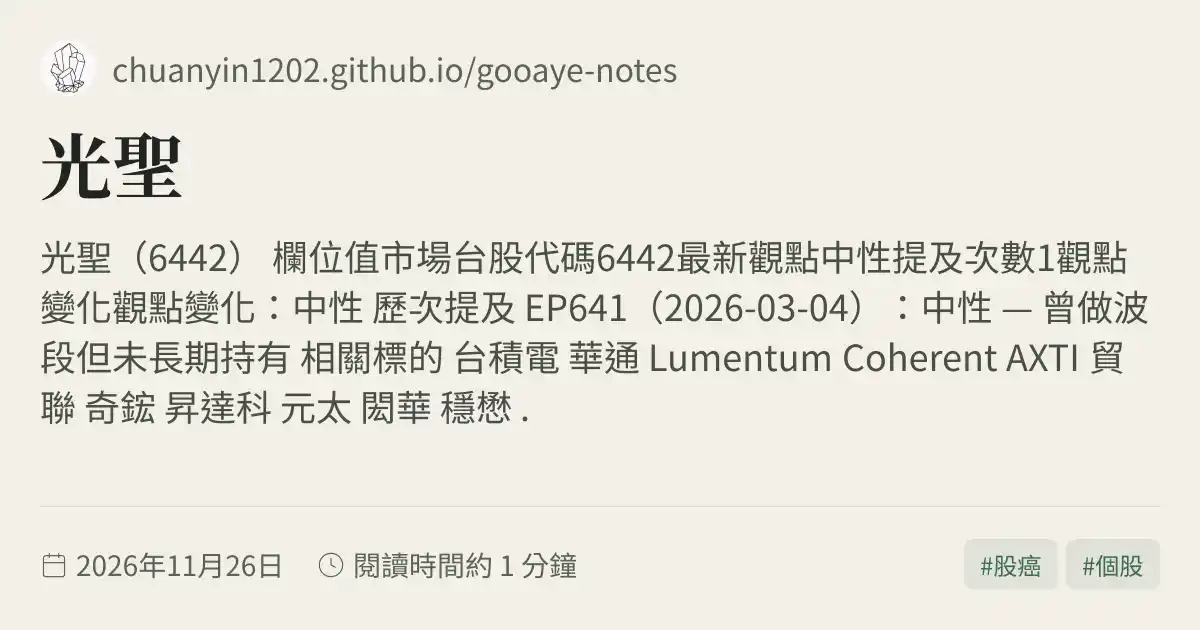 chuanyin1202.github.io/gooaye-notes
光聖
光聖（6442） 欄位值市場台股代碼6442最新觀點中性提及次數1觀點
變化觀點變化：中性 歷次提及 EP641（2026-03-04）：中性 — 曾做波
段但未長期持有 相關標的 台積電 華通 Lumentum Coherent AXTI 貿
聯 奇鋐 昇達科 元太 閎華 穩懋 .
2026年11月26日
閱讀時間約 1 分鐘
#股癌
#個股